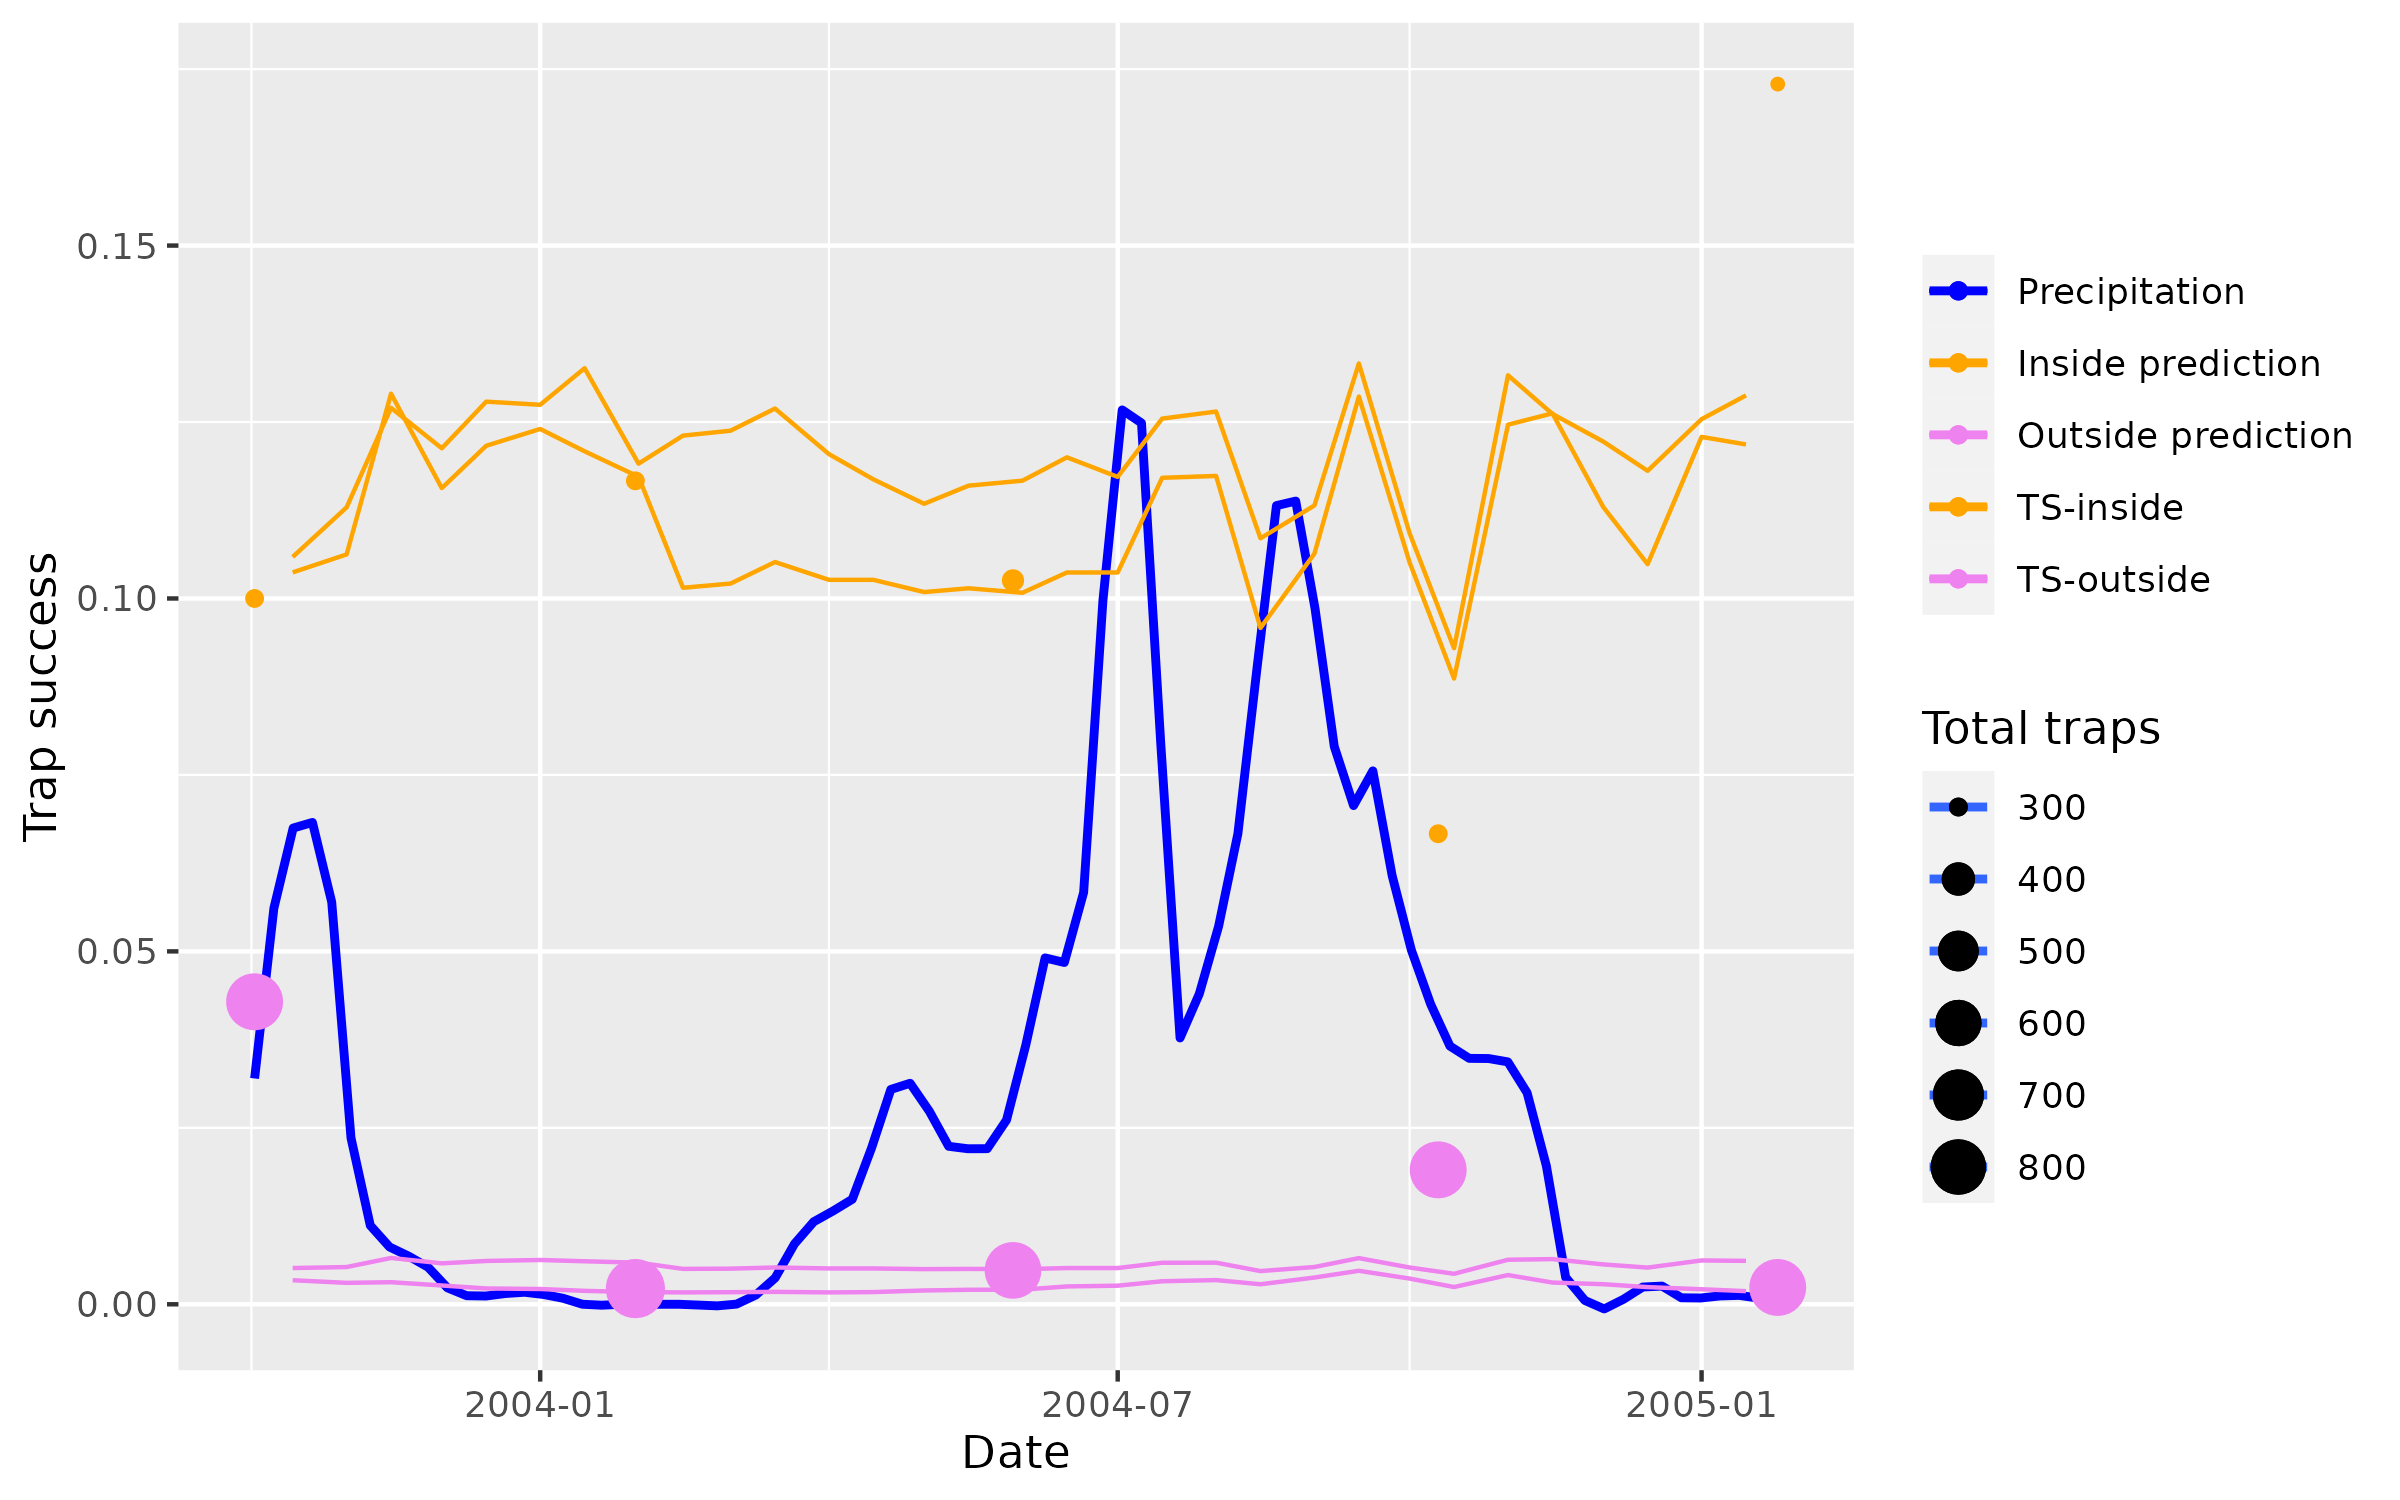 Trap success
0.15
0.10
0.05
0.00
2004-01
2004-07
2005-01
Date
Precipitation
Inside prediction
Outside prediction
TS-inside
TS-outside
Total traps
300
400
500
600
700
800